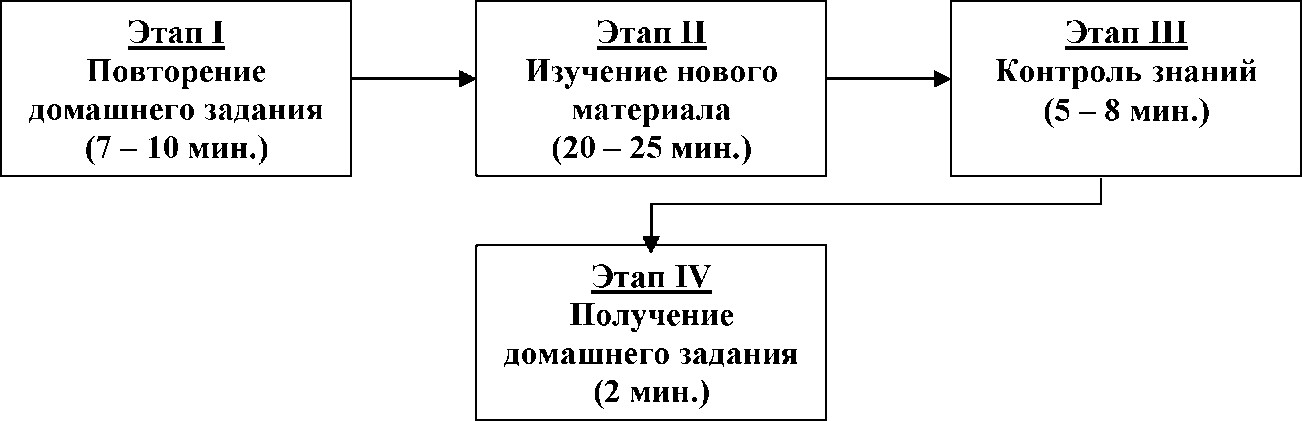 Этап I
Повторение
домашнего задания
(7 – 10 мин.)
Этап II
Изучение нового
материала
(20 – 25 мин.)
Этап III
Контроль знаний
(5 – 8 мин.)
Этап IV
Получение
домашнего задания
(2 мин.)